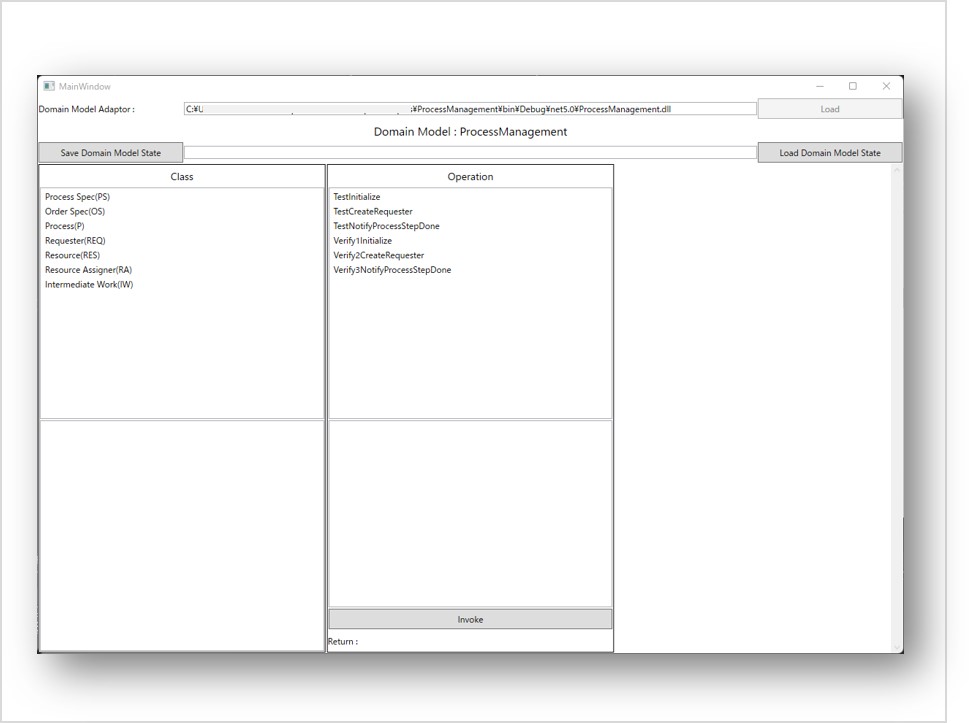 MainWindow
Domain Model Adaptor :
C:¥U ¥ProcessManagement¥bin¥Debug¥net5.0¥ProcessManagement.dll
Load
Domain Model : ProcessManagement
Save Domain Model State
Load Domain Model State
Class
Process Spec(PS)
Order Spec(OS)
Process(P)
Requester(REQ)
Resource(RES)
Resource Assigner(RA)
Intermediate Work(IW)
Operation
TestInitialize
TestCreateRequester
TestNotifyProcessStepDone
Verify1Initialize
Verify2CreateRequester
Verify3NotifyProcessStepDone
Invoke
Return :